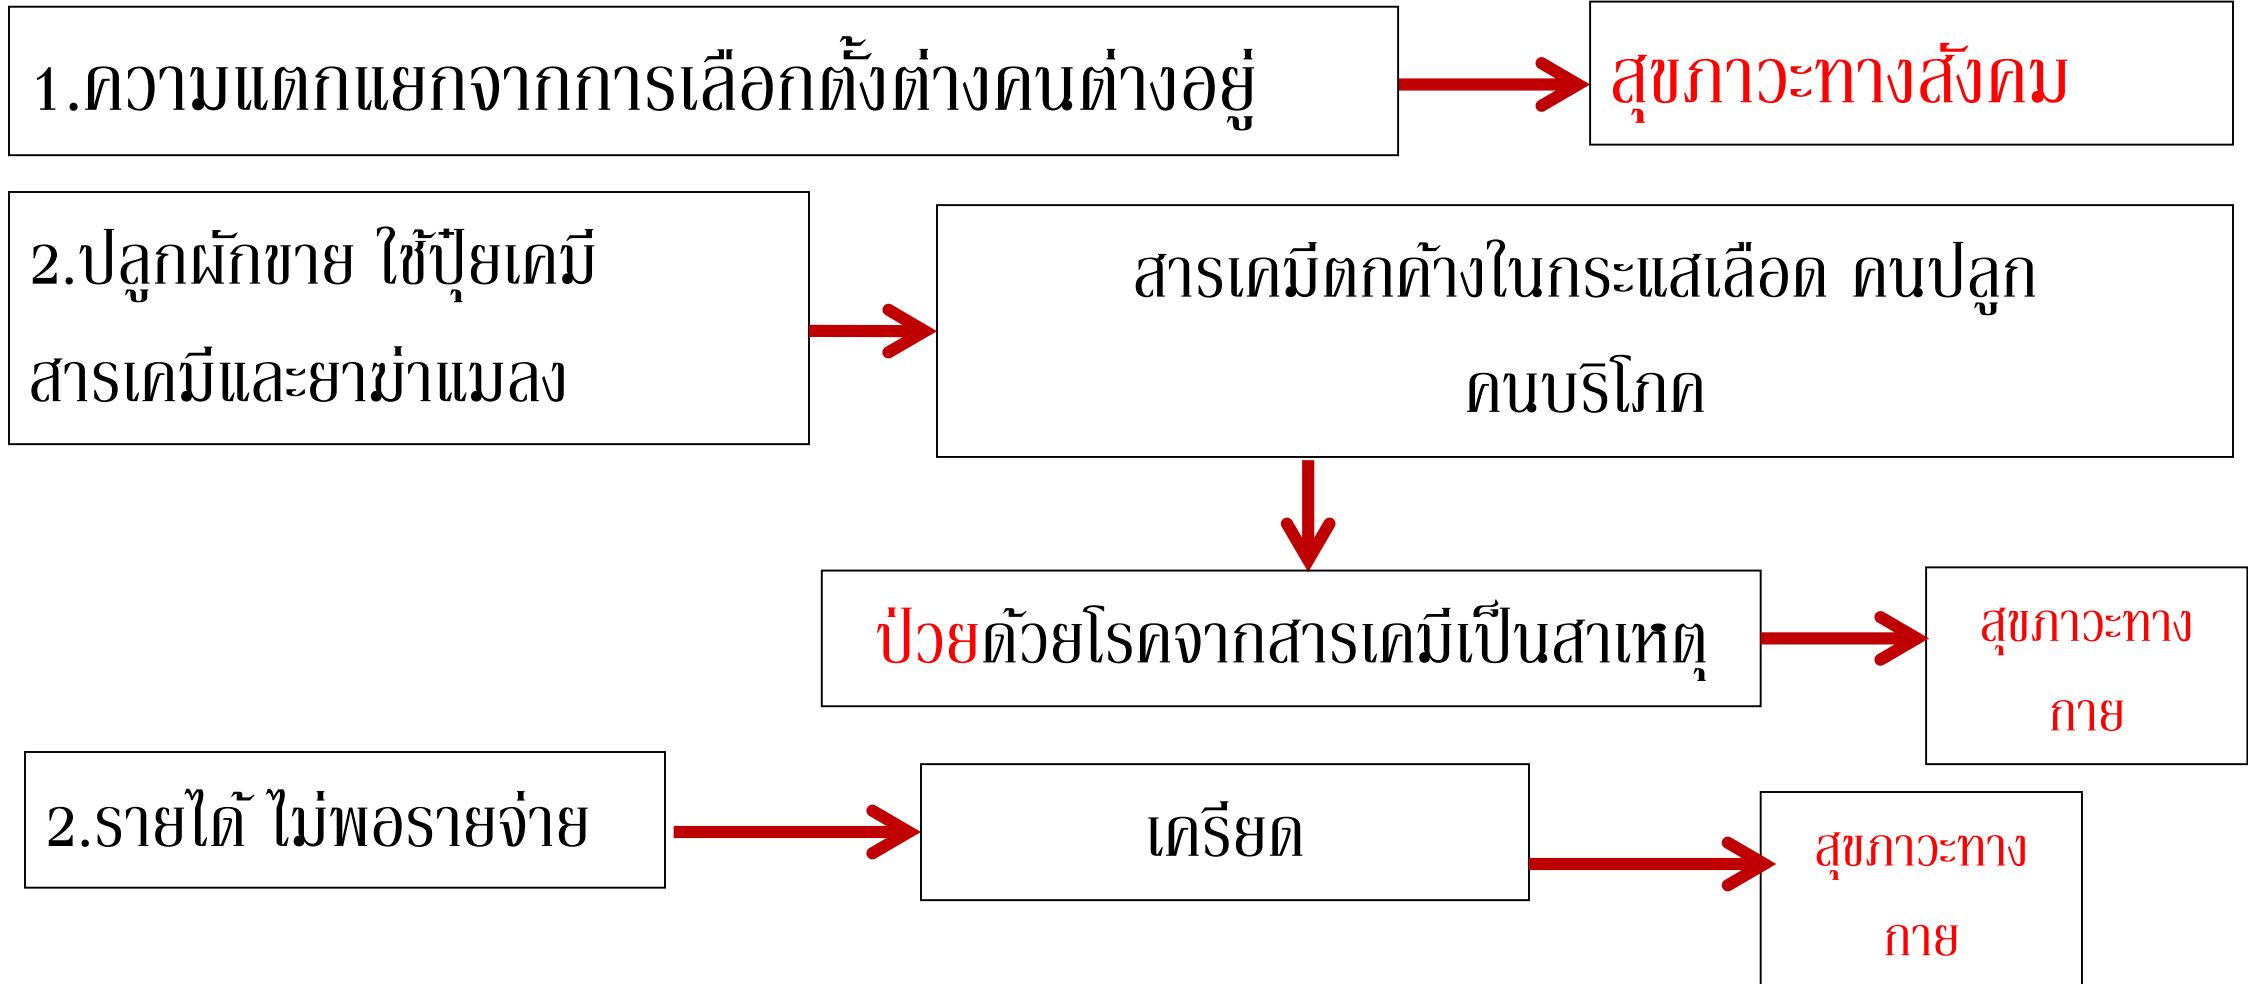 1.ความแตกแยกจากการเลือกตั้งต่างคนต่างอยู่
สุขภาวะทางสังคม
2.ปลูกผักขาย ใช้ปุ๋ยเคมี
สารเคมีและยาฆ่าแมลง
สารเคมีตกค้างในกระแสเลือด คนปลูก
คนบริโภค
ป่วยด้วยโรคจากสารเคมีเป็นสาเหตุ
สุขภาวะทาง
กาย
2.รายได้ ไม่พอรายจ่าย
เครียด
สุขภาวะทาง
กาย